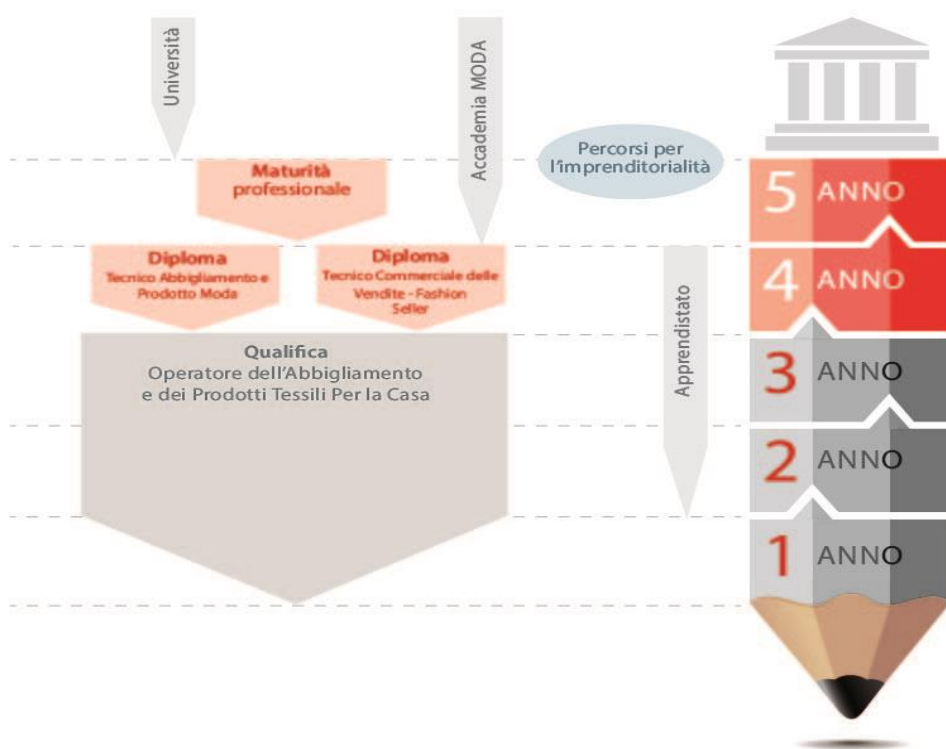 Università
Accademia MODA
Percorsi per
l'imprenditorialità
Maturità
professionale
5 ANNO
Diploma
Tecnico Abbigliamento e
Prodotto Moda
Diploma
Tecnico Commerciale delle
Vendite - Fashion
Seller
4 ANNO
Apprendistato
Qualifica
Operatore dell'Abbigliamento
e dei Prodotti Tessili Per la Casa
3 ANNO
2 ANNO
1 ANNO